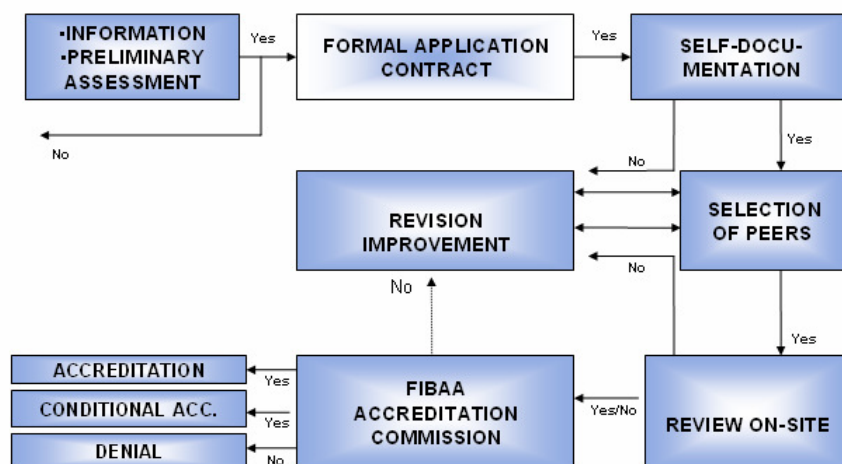 ▪INFORMATION
▪PRELIMINARY
ASSESSMENT
Yes
FORMAL APPLICATION
CONTRACT
Yes
SELF-DOCU-
MENTATION
No
Yes
No
REVISION
IMPROVEMENT
SELECTION
OF PEERS
No
No
Yes
ACCREDITATION
Yes
CONDITIONAL ACC.
Yes
DENIAL
No
FIBAA
ACCREDITATION
COMMISSION
Yes/No
REVIEW ON-SITE